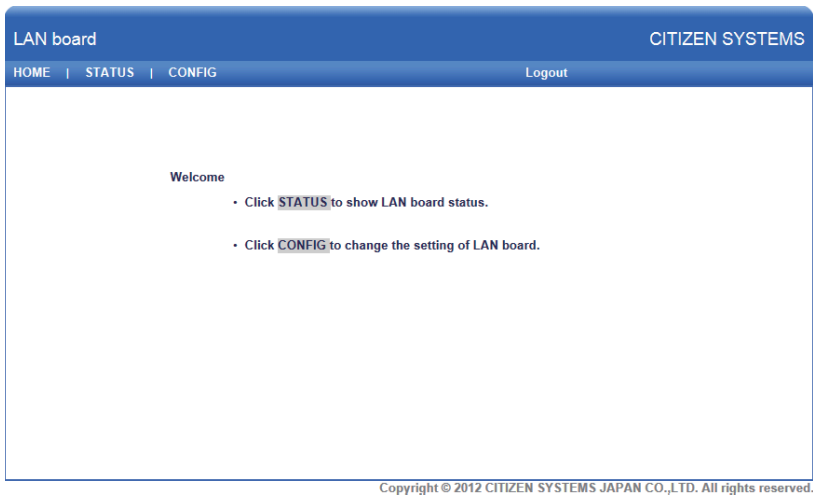 LAN board CITIZEN SYSTEMS
HOME | STATUS | CONFIG Logout
Welcome
• Click STATUS to show LAN board status.
• Click CONFIG to change the setting of LAN board.
Copyright © 2012 CITIZEN SYSTEMS JAPAN CO.,LTD. All rights reserved.